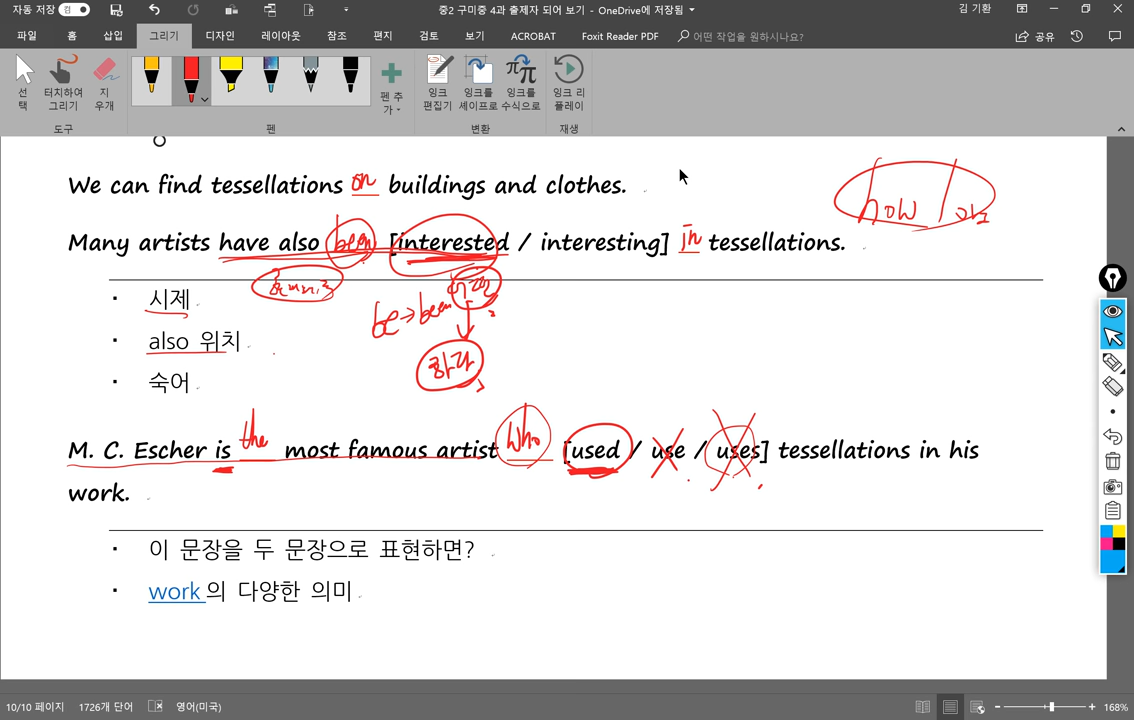 자동 저장 컴
중2 구미중 4과 출제자 되어 보기 - OneDrive에 저장됨
김 기환
파일 홈 삽입 그리기 디자인 레이아웃 참조 편지 검토 보기 ACROBAT Foxit Reader PDF 어떤 작업을 원하시나요? 공유
선택
터치하여 그리기
지우개
펜 추가
잉크 편집기
잉크를 셰이프로
잉크를 수식으로
잉크 리플레이
도구 펜 변환 재생
how
We can find tessellations on buildings and clothes.
Many artists have also been [interested / interesting] in tessellations.
· 시제
be→been
· also 위치
· 숙어
M. C. Escher is the most famous artist who [used / use / uses] tessellations in his
work.
· 이 문장을 두 문장으로 표현하면?
· work의 다양한 의미
10/10 페이지 1726개 단어 영어(미국) 168%